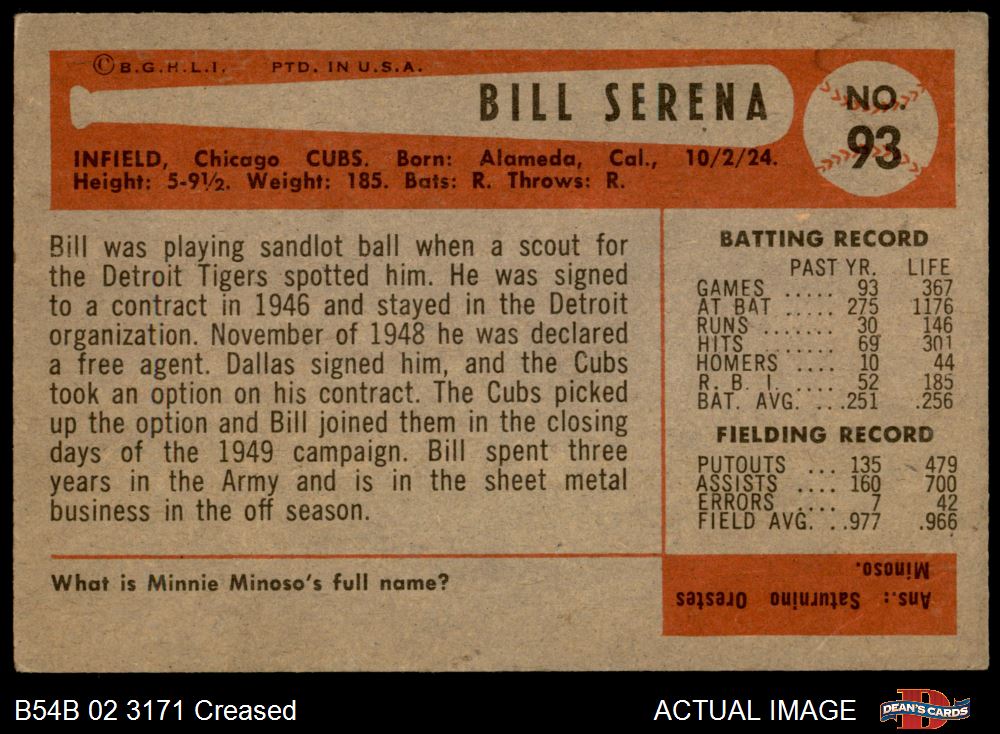 ©B.G.H.L.I. PTD. IN U.S.A.
BILL SERENA
NO.
93
INFIELD, Chicago CUBS. Born: Alameda, Cal., 10/2/24.
Height: 5-9½. Weight: 185. Bats: R. Throws: R.
Bill was playing sandlot ball when a scout for
the Detroit Tigers spotted him. He was signed
to a contract in 1946 and stayed in the Detroit
organization. November of 1948 he was declared
a free agent. Dallas signed him, and the Cubs
took an option on his contract. The Cubs picked
up the option and Bill joined them in the closing
days of the 1949 campaign. Bill spent three
years in the Army and is in the sheet metal
business in the off season.
BATTING RECORD
PAST YR. LIFE
GAMES ..... 93 367
AT BAT ..... 275 1176
RUNS ....... 30 146
HITS ...... 69 301
HOMERS .... 10 44
R. B. I. .... 52 185
BAT. AVG. ...251 .256
FIELDING RECORD
PUTOUTS ... 135 479
ASSISTS .... 160 700
ERRORS .... 7 42
FIELD AVG. ..977 .966
What is Minnie Minoso's full name?
Ans.: Saturnino Orestes
Minoso.
B54B 02 3171 Creased
ACTUAL IMAGE
D
DEAN'S CARDS